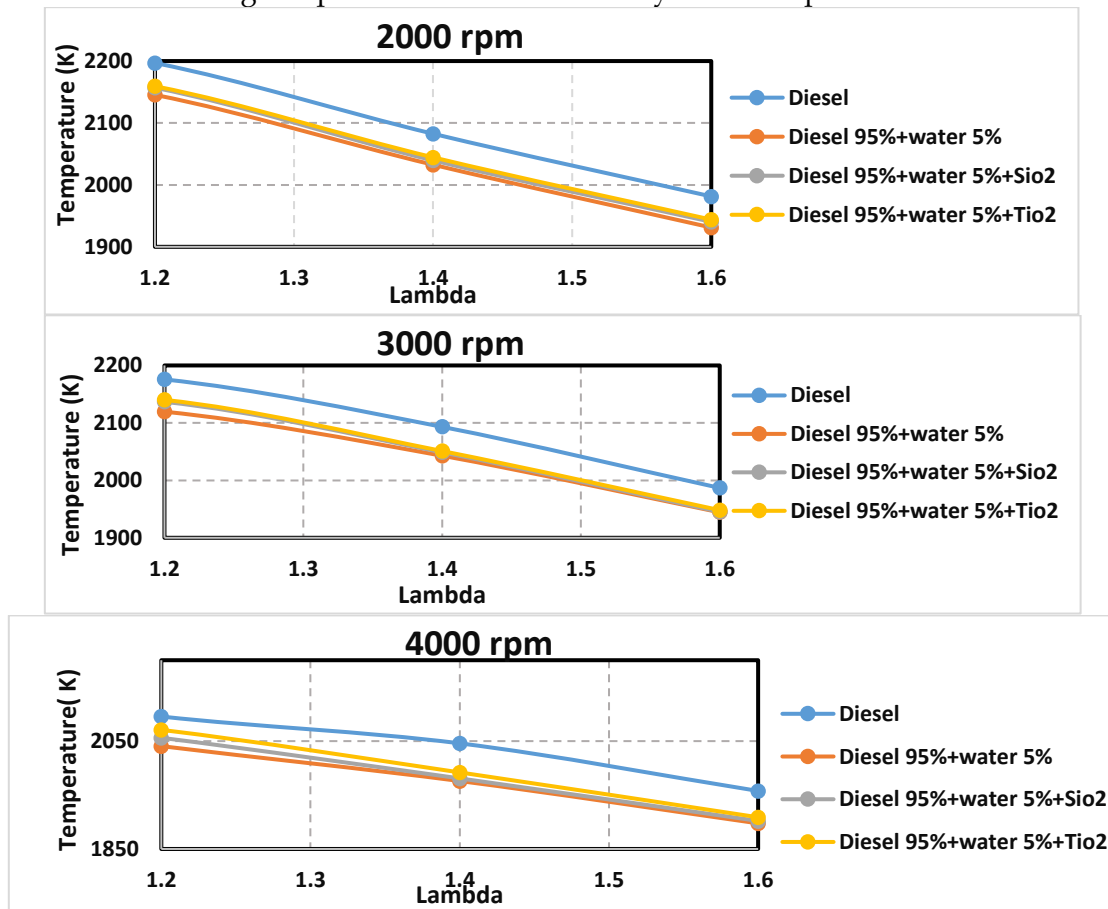 2000 rpm
Temperature (K)
2200
2100
2000
1900
1.2 1.3 1.4 1.5 1.6
Lambda
Diesel
Diesel 95%+water 5%
Diesel 95%+water 5%+Sio2
Diesel 95%+water 5%+Tio2
3000 rpm
Temperature (K)
2200
2100
2000
1900
1.2 1.3 1.4 1.5 1.6
Lambda
Diesel
Diesel 95%+water 5%
Diesel 95%+water 5%+Sio2
Diesel 95%+water 5%+Tio2
4000 rpm
Temperature( K)
2050
1850
1.2 1.3 1.4 1.5 1.6
Lambda
Diesel
Diesel 95%+water 5%
Diesel 95%+water 5%+Sio2
Diesel 95%+water 5%+Tio2